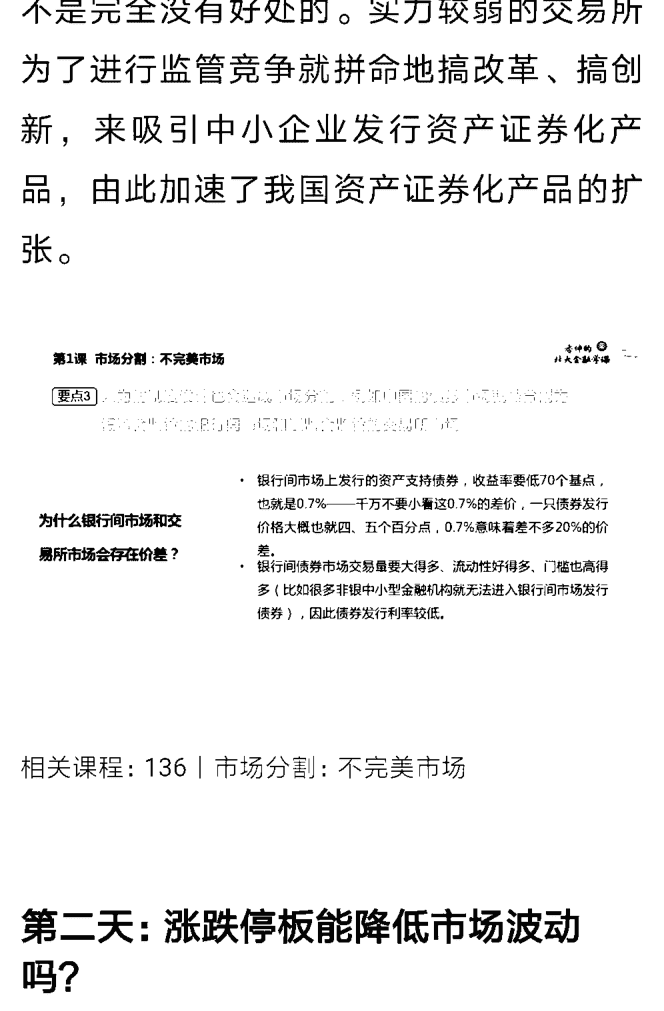 不是完全没有好处的。实力较弱的交易所
为了进行监管竞争就拼命地搞改革、搞创
新，来吸引中小企业发行资产证券化产
品，由此加速了我国资产证券化产品的扩
张。
第1课 市场分割：不完美市场
香帅的
北大金融学课
要点3
为什么银行间市场和交
易所市场会存在价差？
· 银行间市场上发行的资产支持债券，收益率要低70个基点，
也就是0.7%——千万不要小看这0.7%的差价，一只债券发行
价格大概也就四、五个百分点，0.7%意味着差不多20%的价
差。
· 银行间债券市场交易量要大得多、流动性好得多、门槛也高得
多（比如很多非银中小型金融机构就无法进入银行间市场发行
债券），因此债券发行利率较低。
相关课程: 136丨市场分割: 不完美市场
第二天: 涨跌停板能降低市场波动
吗?